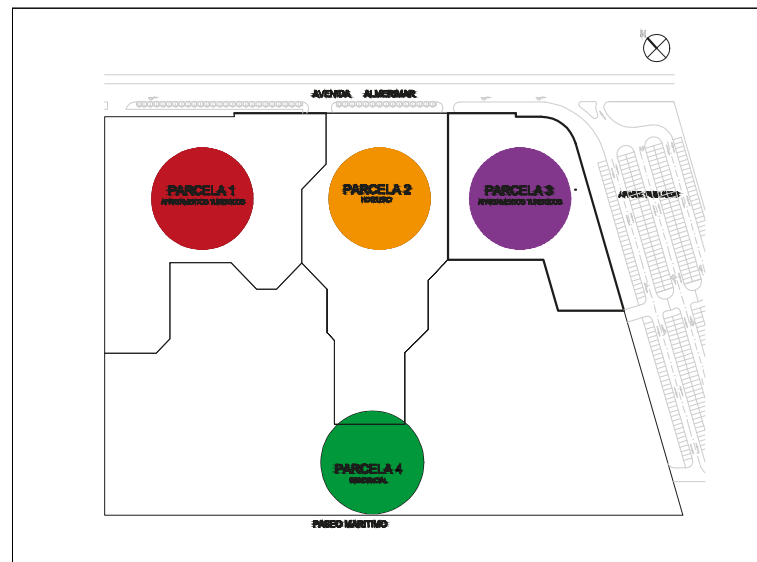 N
AVENIDA ALMERIMAR
PARCELA 1
APARTAMENTOS TURISTICOS
PARCELA 2
HOTELERO
PARCELA 3
APARTAMENTOS TURISTICOS
PARCELA 4
RESIDENCIAL
PASEO MARITIMO